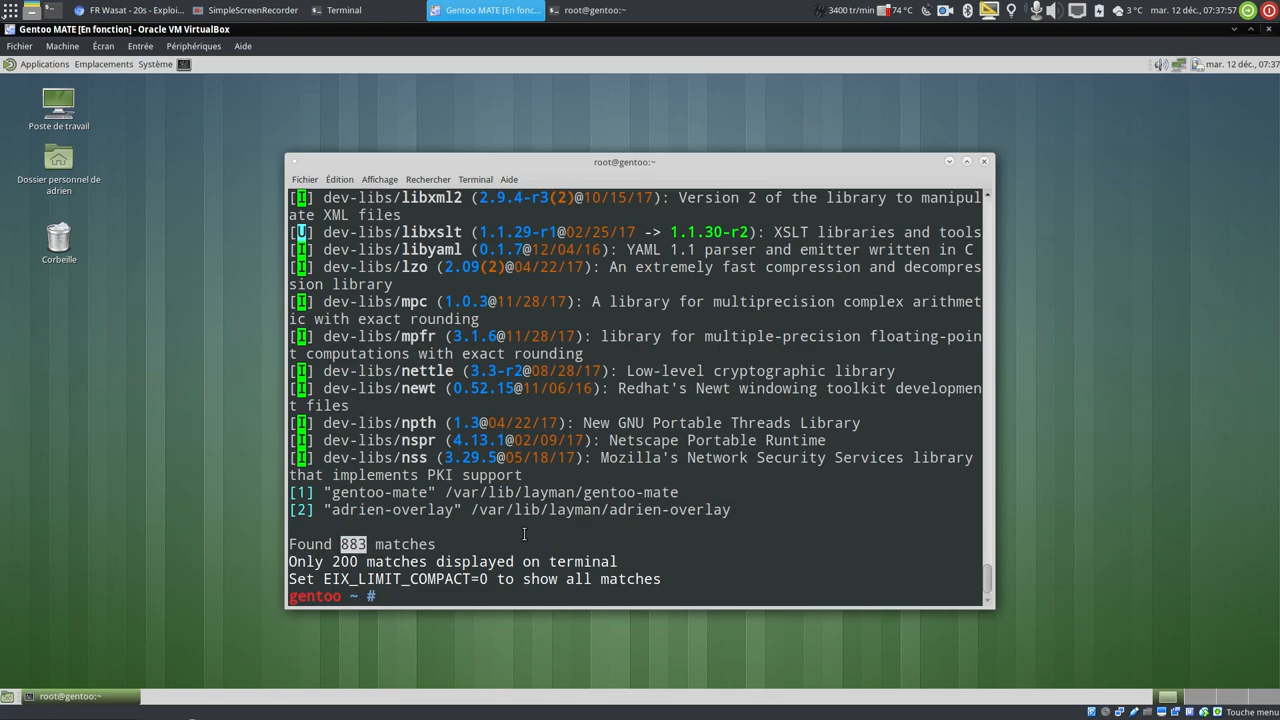 FR Wasat - 20s - Exploi...
SimpleScreenRecorder
Terminal
Gentoo MATE [En fonct...
root@gentoo:~
3400 tr/min
74 °C
3 °C
mar. 12 déc., 07:37:57
Gentoo MATE [En fonction] - Oracle VM VirtualBox
Fichier Machine Écran Entrée Périphériques Aide
Applications Emplacements Système
mar. 12 déc., 07:37
Poste de travail
Dossier personnel de
adrien
Corbeille
root@gentoo:~
Fichier Édition Affichage Rechercher Terminal Aide
[I] dev-libs/libxml2 (2.9.4-r3(2)@10/15/17): Version 2 of the library to manipul
ate XML files
[U] dev-libs/libxslt (1.1.29-r1@02/25/17 -> 1.1.30-r2): XSLT libraries and tools
[I] dev-libs/libyaml (0.1.7@12/04/16): YAML 1.1 parser and emitter written in C
[I] dev-libs/lzo (2.09(2)@04/22/17): An extremely fast compression and decompres
sion library
[I] dev-libs/mpc (1.0.3@11/28/17): A library for multiprecision complex arithmet
ic with exact rounding
[I] dev-libs/mpfr (3.1.6@11/28/17): library for multiple-precision floating-poin
t computations with exact rounding
[I] dev-libs/nettle (3.3-r2@08/28/17): Low-level cryptographic library
[I] dev-libs/newt (0.52.15@11/06/16): Redhat's Newt windowing toolkit developmen
t files
[I] dev-libs/npth (1.3@04/22/17): New GNU Portable Threads Library
[I] dev-libs/nspr (4.13.1@02/09/17): Netscape Portable Runtime
[I] dev-libs/nss (3.29.5@05/18/17): Mozilla's Network Security Services library
that implements PKI support
[1] "gentoo-mate" /var/lib/layman/gentoo-mate
[2] "adrien-overlay" /var/lib/layman/adrien-overlay
Found 883 matches
Only 200 matches displayed on terminal
Set EIX_LIMIT_COMPACT=0 to show all matches
gentoo ~ #
root@gentoo:~
Touche menu